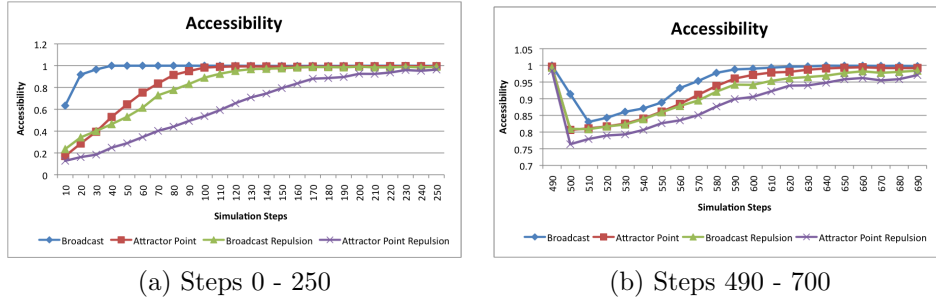 Accessibility
1.2
1
0.8
0.6
0.4
0.2
0
Accessibility
10 20 30 40 50 60 70 80 90 100 110 120 130 140 150 160 170 180 190 200 210 220 230 240 250
Simulation Steps
Broadcast Attractor Point Broadcast Repulsion Attractor Point Repulsion
(a) Steps 0 - 250
Accessibility
1.05
1
0.95
0.9
0.85
0.8
0.75
0.7
Accessibility
490 500 510 520 530 540 550 560 570 580 590 600 610 620 630 640 650 660 670 680 690
Simulation Steps
Broadcast Attractor Point Broadcast Repulsion Attractor Point Repulsion
(b) Steps 490 - 700